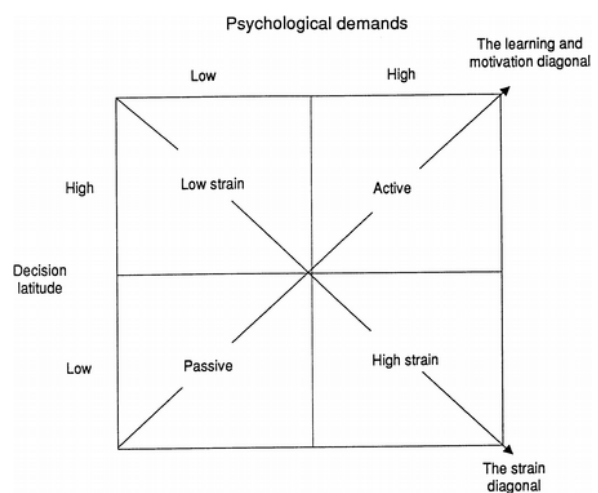 Psychological demands
The learning and
motivation diagonal
Low
High
High
Low strain
Active
Decision
latitude
Low
Passive
High strain
The strain
diagonal